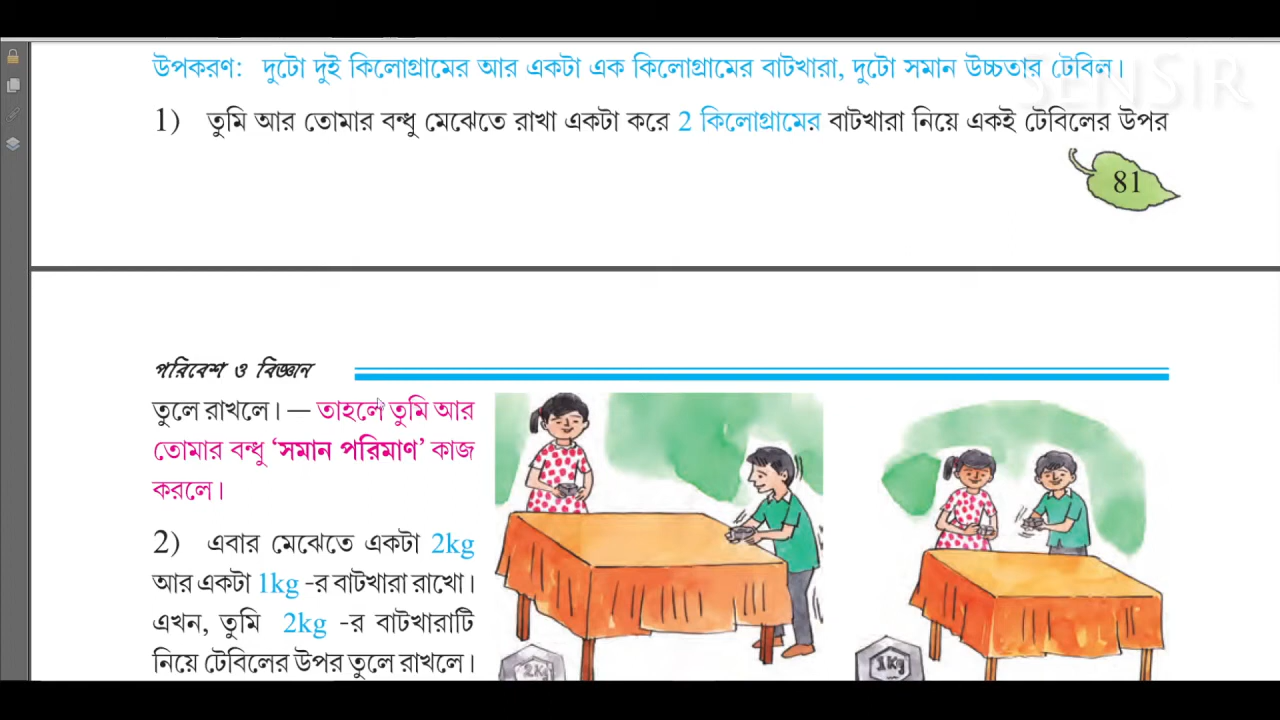 উপকরণ: দুটো দুই কিলোগ্রামের আর একটা এক কিলোগ্রামের বাটখারা, দুটো সমান উচ্চতার টেবিল।
SENSIR
1) তুমি আর তোমার বন্ধু মেঝেতে রাখা একটা করে 2 কিলোগ্রামের বাটখারা নিয়ে একই টেবিলের উপর
81
পরিবেশ ও বিজ্ঞান
তুলে রাখলে। — তাহলে তুমি আর
তোমার বন্ধু ‘সমান পরিমাণ’ কাজ
করলে।
2) এবার মেঝেতে একটা 2kg
আর একটা 1kg -র বাটখারা রাখো।
এখন, তুমি 2kg -র বাটখারাটি
নিয়ে টেবিলের উপর তুলে রাখলে।
2kg
1kg